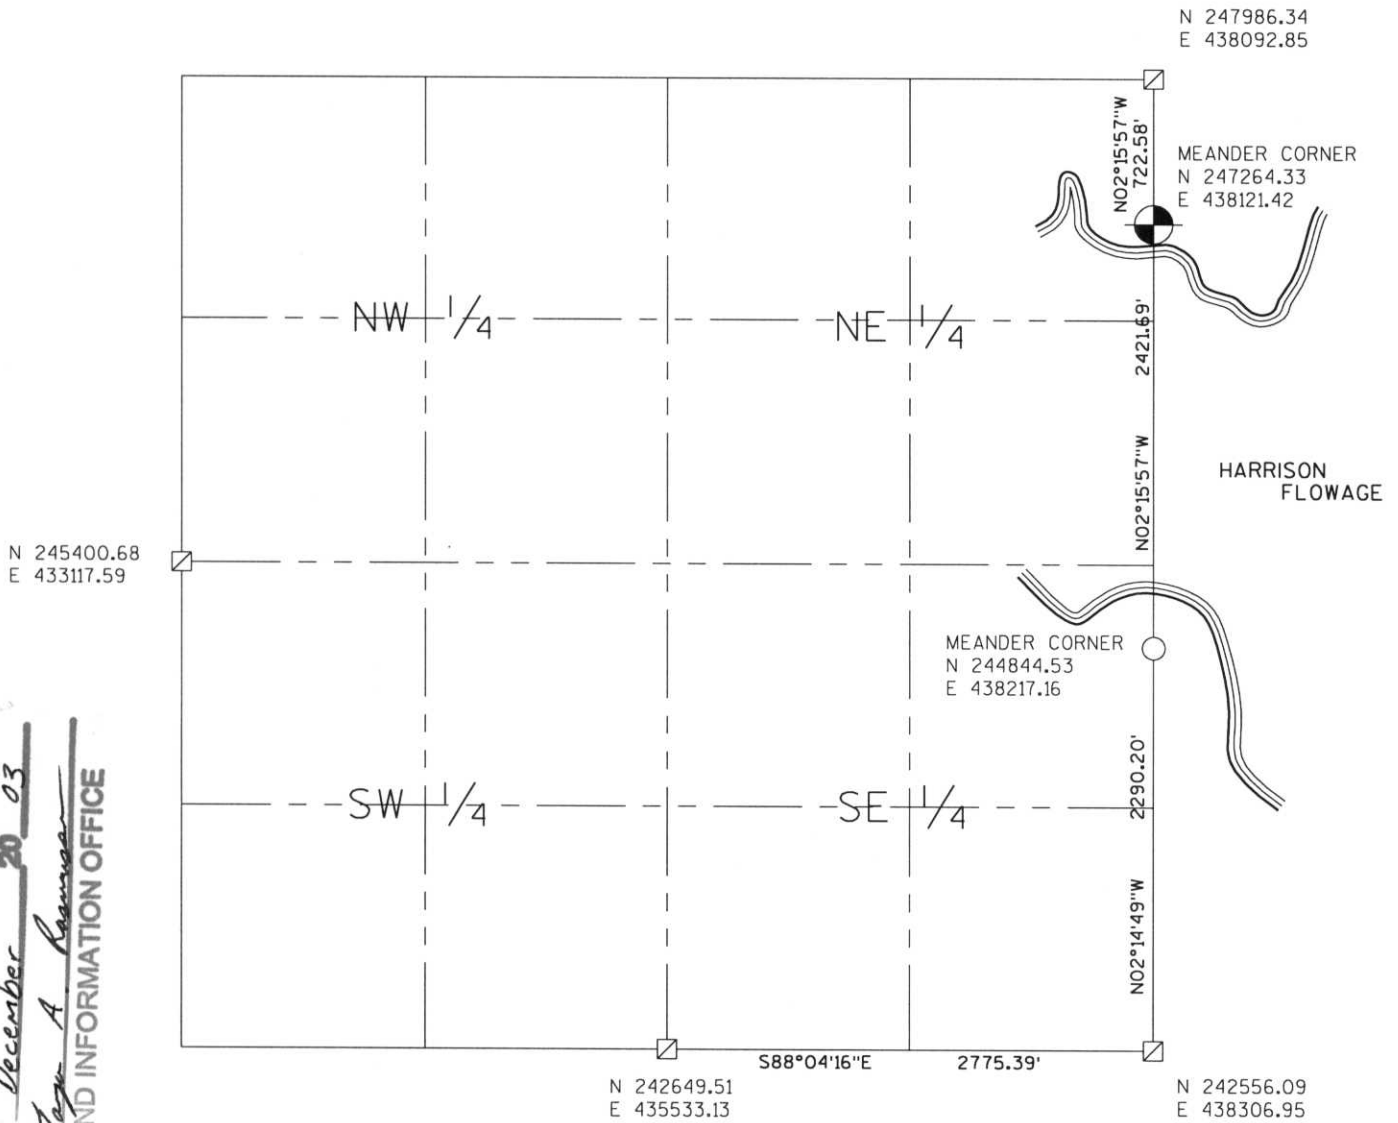 N 247986.34
E 438092.85
N02°15'57"W
722.58'
MEANDER CORNER
N 247264.33
E 438121.42
NW 1/4
NE 1/4
2421.69'
N02°15'57"W
HARRISON
FLOWAGE
N 245400.68
E 433117.59
MEANDER CORNER
N 244844.53
E 438217.16
SW 1/4
SE 1/4
2290.20'
N02°14'49"W
S88°04'16"E 2775.39'
N 242649.51
E 435533.13
N 242556.09
E 438306.95
December 20 03
A. Rasmussen
ND INFORMATION OFFICE